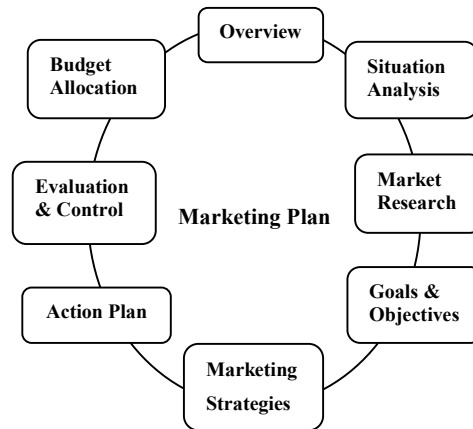 Overview
Situation
Analysis
Market
Research
Goals &
Objectives
Marketing
Strategies
Action Plan
Evaluation
& Control
Budget
Allocation
Marketing Plan